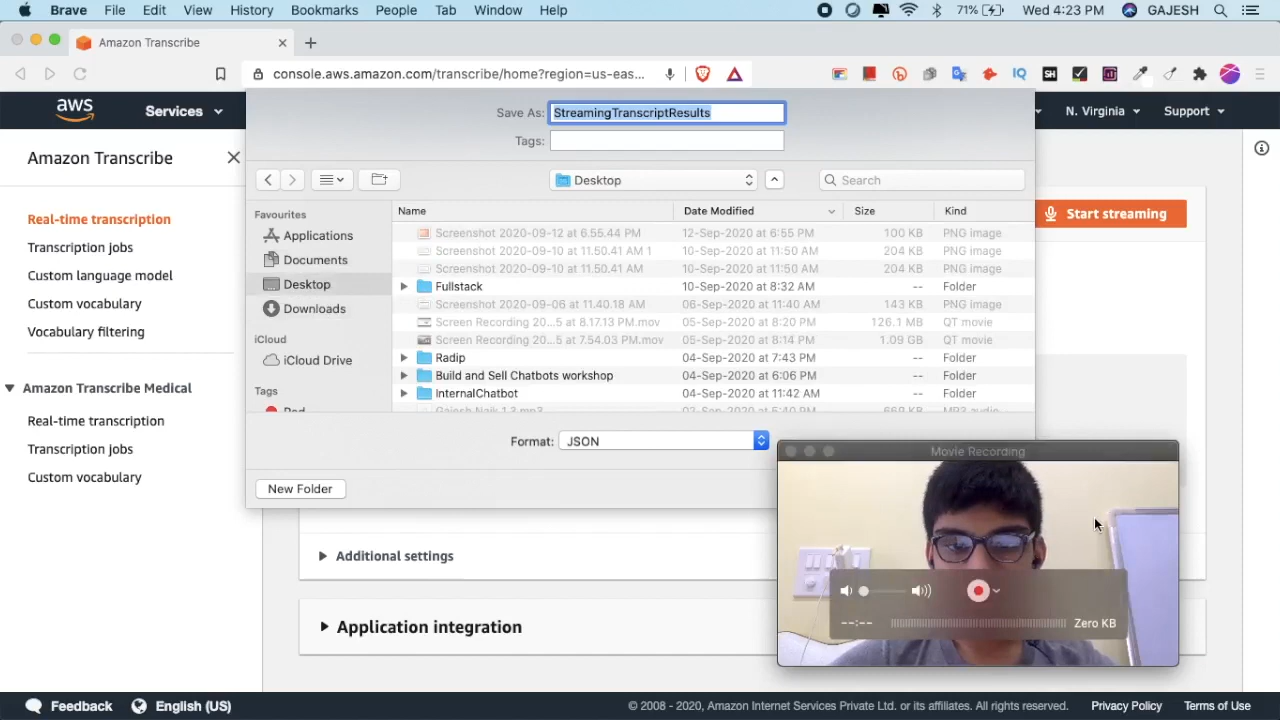 Brave File Edit View History Bookmarks People Tab Window Help 71% Wed 4:23 PM GAJESH
Amazon Transcribe
console.aws.amazon.com/transcribe/home?region=us-eas...
aws Services N. Virginia Support
Save As: StreamingTranscriptResults
Tags:
Amazon Transcribe
Desktop
Search
Favourites
Applications
Documents
Desktop
Downloads
iCloud
iCloud Drive
Tags
Red
Name Date Modified Size Kind
Screenshot 2020-09-12 at 6.55.44 PM 12-Sep-2020 at 6:55 PM 100 KB PNG image
Screenshot 2020-09-10 at 11.50.41 AM 1 10-Sep-2020 at 11:50 AM 204 KB PNG image
Screenshot 2020-09-10 at 11.50.41 AM 10-Sep-2020 at 11:50 AM 204 KB PNG image
Fullstack 10-Sep-2020 at 8:32 AM -- Folder
Screenshot 2020-09-06 at 11.40.18 AM 06-Sep-2020 at 11:40 AM 143 KB PNG image
Screen Recording 20...5 at 8.17.13 PM.mov 05-Sep-2020 at 8:20 PM 126.1 MB QT movie
Screen Recording 20...5 at 7.54.03 PM.mov 05-Sep-2020 at 8:14 PM 1.09 GB QT movie
Radip 04-Sep-2020 at 7:43 PM -- Folder
Build and Sell Chatbots workshop 04-Sep-2020 at 6:06 PM -- Folder
InternalChatbot 04-Sep-2020 at 11:42 AM -- Folder
Start streaming
Real-time transcription
Transcription jobs
Custom language model
Custom vocabulary
Vocabulary filtering
Amazon Transcribe Medical
Real-time transcription
Transcription jobs
Custom vocabulary
Format: JSON
New Folder
Movie Recording
--:-- Zero KB
Additional settings
Application integration
Feedback English (US) © 2008 - 2020, Amazon Internet Services Private Ltd. or its affiliates. All rights reserved. Privacy Policy Terms of Use